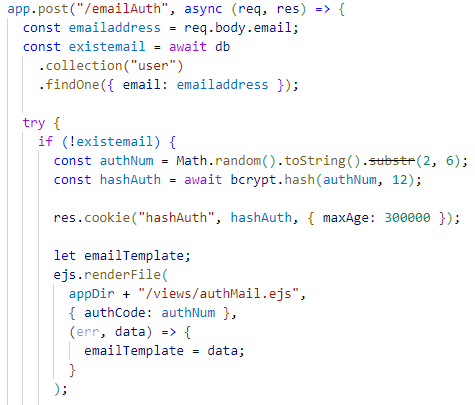 app.post("/emailAuth", async (req, res) => {
  const emailaddress = req.body.email;
  const existemail = await db
    .collection("user")
    .findOne({ email: emailaddress });

  try {
    if (!existemail) {
      const authNum = Math.random().toString().substr(2, 6);
      const hashAuth = await bcrypt.hash(authNum, 12);

      res.cookie("hashAuth", hashAuth, { maxAge: 300000 });

      let emailTemplate;
      ejs.renderFile(
        appDir + "/views/authMail.ejs",
        { authCode: authNum },
        (err, data) => {
          emailTemplate = data;
        }
      );